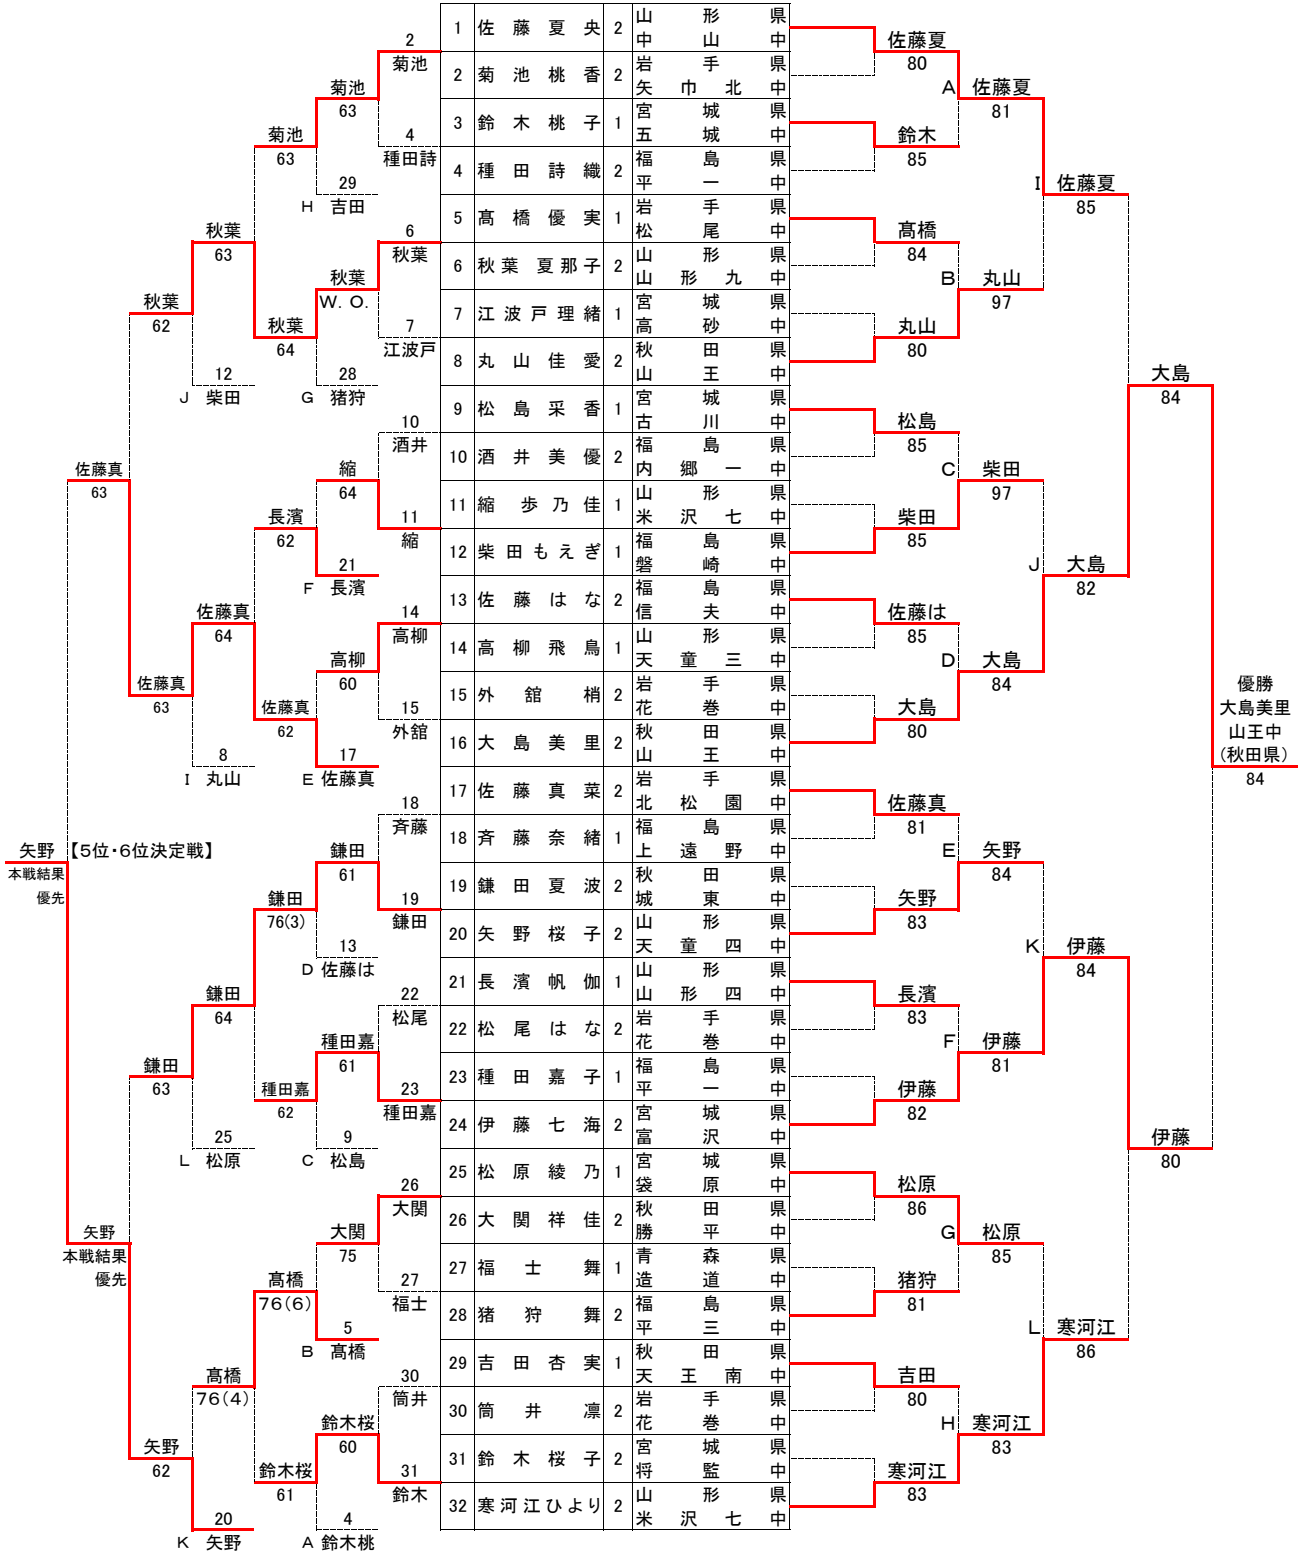 1 佐藤夏央 2 山形県 中山中
2 菊池桃香 2 岩手県 矢巾北中
3 鈴木桃子 1 宮城県 五城中
4 種田詩織 2 福島県 平一中
5 髙橋優実 1 岩手県 松尾中
6 秋葉夏那子 2 山形県 山形九中
7 江波戸理緒 1 宮城県 高砂中
8 丸山佳愛 2 秋田県 山王中
9 松島采香 1 宮城県 古川中
10 酒井美優 2 福島県 内郷一中
11 縮歩乃佳 1 山形県 米沢七中
12 柴田もえぎ 1 福島県 磐崎中
13 佐藤はな 2 福島県 信夫中
14 高柳飛鳥 1 山形県 天童三中
15 外舘梢 2 岩手県 花巻中
16 大島美里 2 秋田県 山王中
17 佐藤真菜 2 岩手県 北松園中
18 斉藤奈緒 1 福島県 上遠野中
19 鎌田夏波 2 秋田県 城東中
20 矢野桜子 2 山形県 天童四中
21 長濱帆伽 1 山形県 山形四中
22 松尾はな 2 岩手県 花巻中
23 種田嘉子 1 福島県 平一中
24 伊藤七海 2 宮城県 富沢中
25 松原綾乃 1 宮城県 袋原中
26 大関祥佳 2 秋田県 勝平中
27 福士舞 1 青森県 造道中
28 猪狩舞 2 福島県 平三中
29 吉田杏実 1 秋田県 天王南中
30 筒井凛 2 岩手県 花巻中
31 鈴木桜子 2 宮城県 将監中
32 寒河江ひより 2 山形県 米沢七中
佐藤夏
80
鈴木
85
髙橋
84
丸山
80
松島
85
柴田
85
佐藤は
85
大島
80
佐藤真
81
矢野
83
長濱
83
伊藤
82
松原
86
猪狩
81
吉田
80
寒河江
83
A 佐藤夏
81
B 丸山
97
C 柴田
97
D 大島
84
E 矢野
84
F 伊藤
81
G 松原
85
H 寒河江
83
I 佐藤夏
85
J 大島
82
K 伊藤
84
L 寒河江
86
大島
84
伊藤
80
優勝
大島美里
山王中
(秋田県)
84
2
菊池
4
種田詩
6
秋葉
7
江波戸
10
酒井
11
縮
14
高柳
15
外舘
18
斉藤
19
鎌田
22
松尾
23
種田嘉
26
大関
27
福士
30
筒井
31
鈴木
菊池
63
29
H 吉田
秋葉
W.O.
28
G 猪狩
縮
64
21
F 長濱
高柳
60
17
E 佐藤真
鎌田
61
13
D 佐藤は
種田嘉
61
9
C 松島
大関
75
5
B 髙橋
鈴木桜
60
4
A 鈴木桃
菊池
63
秋葉
64
長濱
62
佐藤真
62
鎌田
76(3)
種田嘉
62
髙橋
76(6)
鈴木桜
61
秋葉
63
12
J 柴田
佐藤真
64
8
I 丸山
鎌田
64
25
L 松原
髙橋
76(4)
20
K 矢野
秋葉
62
佐藤真
63
鎌田
63
矢野
62
佐藤真
63
矢野
本戦結果
優先
矢野 【5位・6位決定戦】
本戦結果
優先